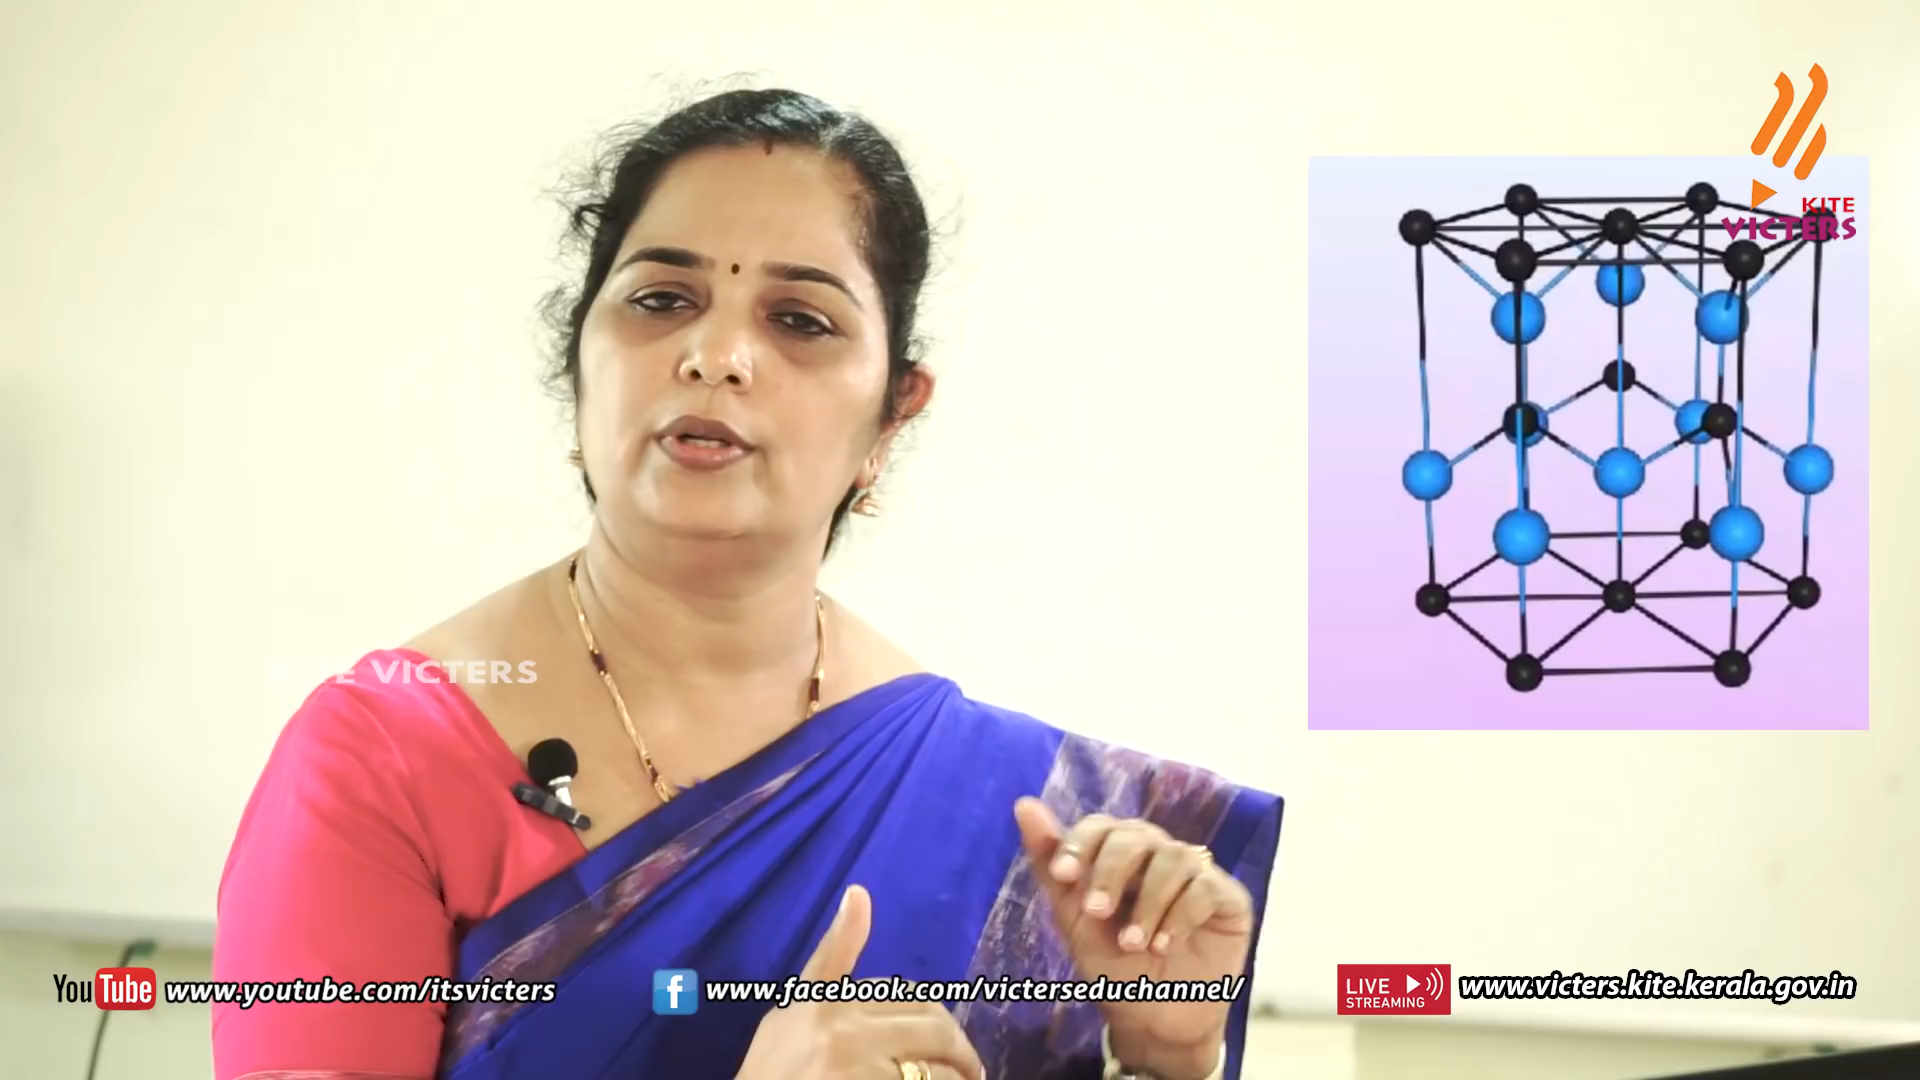 KITE
VICTERS
KITE VICTERS
YouTube www.youtube.com/itsvicters
f www.facebook.com/victerseduchannel/
LIVE STREAMING www.victers.kite.kerala.gov.in